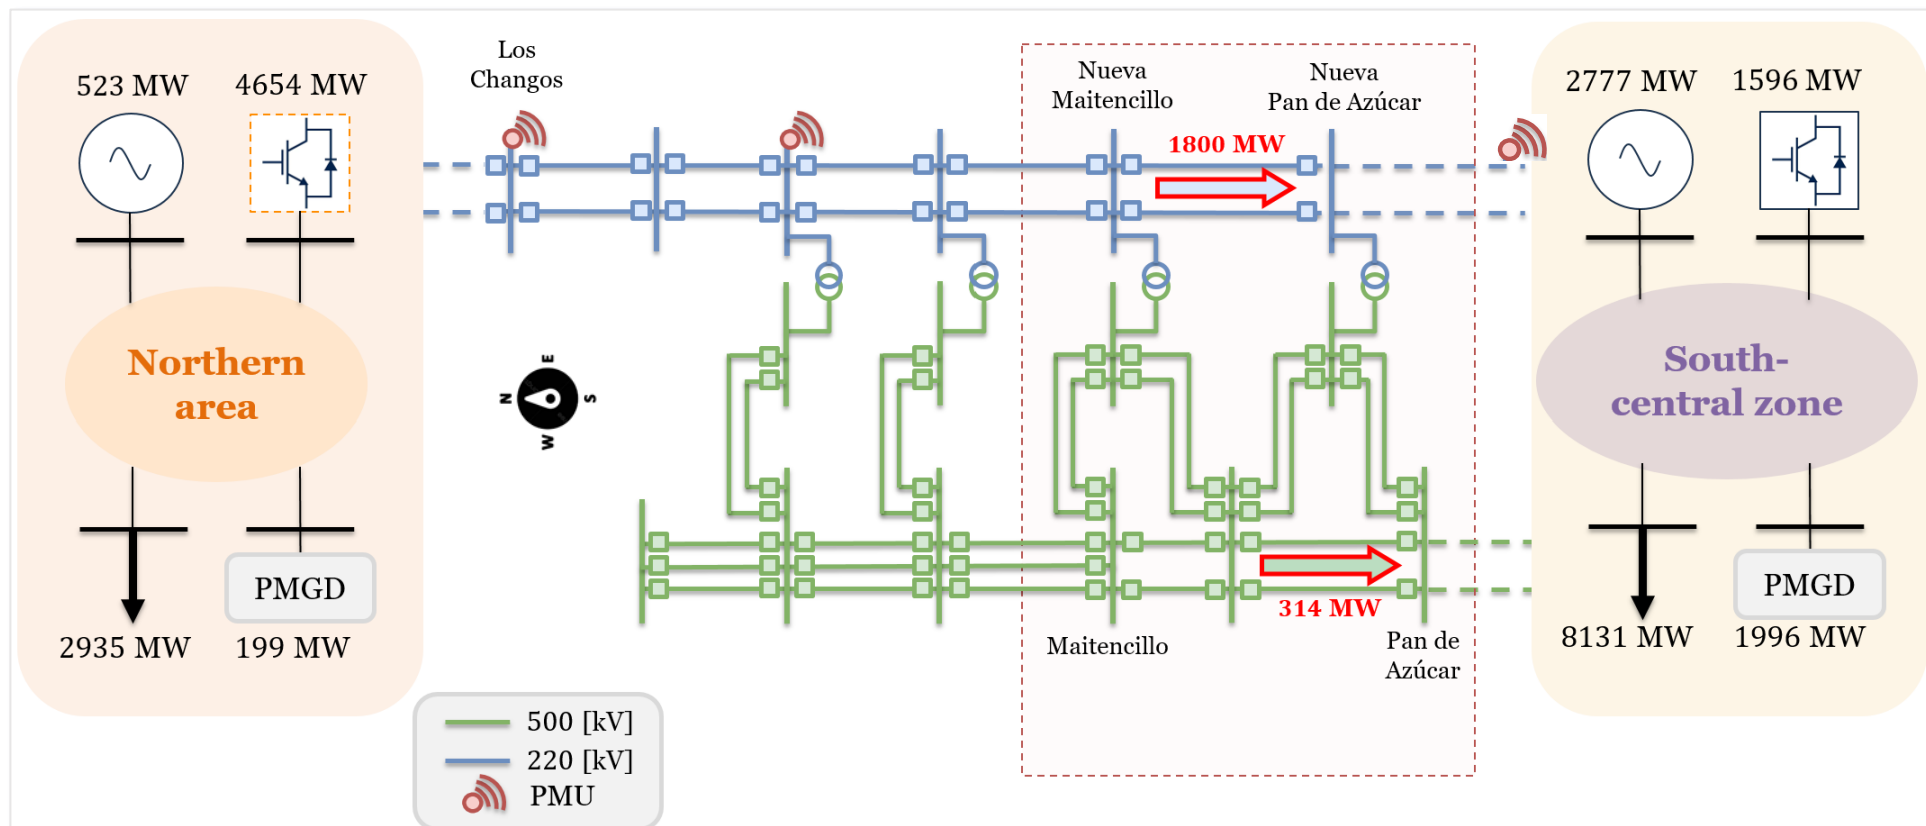 523 MW
4654 MW
Northern
area
2935 MW
PMGD
199 MW
Los
Changos
Nueva
Maitencillo
Nueva
Pan de Azúcar
1800 MW
N
E
S
W
314 MW
Maitencillo
Pan de
Azúcar
500 [kV]
220 [kV]
PMU
2777 MW
1596 MW
South-
central zone
8131 MW
PMGD
1996 MW